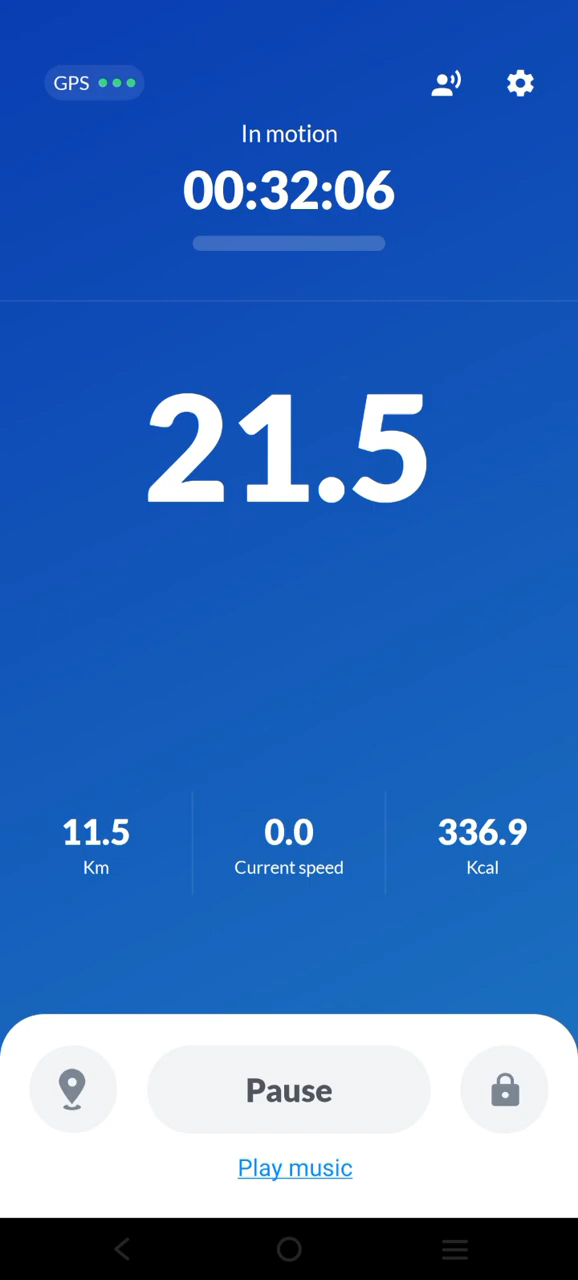 GPS
In motion
00:32:06
21.5
11.5
Km
0.0
Current speed
336.9
Kcal
Pause
Play music